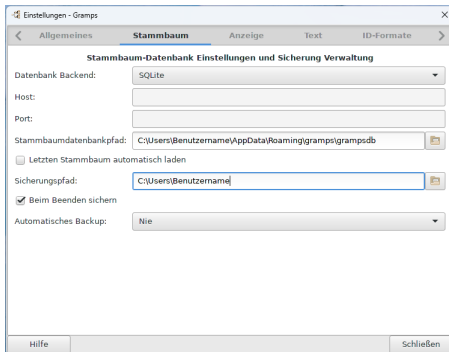 Einstellungen - Gramps
Allgemeines Stammbaum Anzeige Text ID-Formate
Stammbaum-Datenbank Einstellungen und Sicherung Verwaltung
Datenbank Backend: SQLite
Host:
Port:
Stammbaumdatenbankpfad: C:\Users\Benutzername\AppData\Roaming\gramps\grampsdb
Letzten Stammbaum automatisch laden
Sicherungspfad: C:\Users\Benutzername
Beim Beenden sichern
Automatisches Backup: Nie
Hilfe Schließen